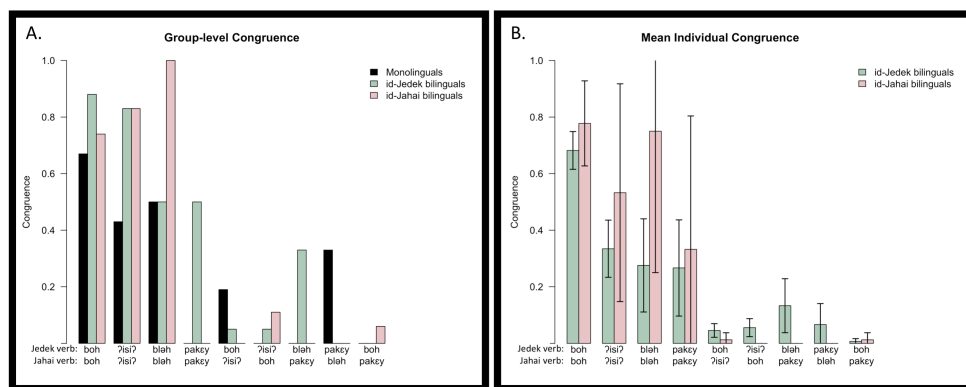 A.
Group-level Congruence
Monolinguals
id-Jedek bilinguals
id-Jahai bilinguals
Congruence
1.0
0.8
0.6
0.4
0.2
0.0
Jedek verb: boh ʔisiʔ bləh pakɛy boh ʔisiʔ bləh pakɛy boh
Jahai verb: boh ʔisiʔ bləh pakɛy ʔisiʔ boh pakɛy bləh pakɛy
B.
Mean Individual Congruence
id-Jedek bilinguals
id-Jahai bilinguals
Congruence
1.0
0.8
0.6
0.4
0.2
0.0
Jedek verb: boh ʔisiʔ bləh pakɛy boh ʔisiʔ bləh pakɛy boh
Jahai verb: boh ʔisiʔ bləh pakɛy ʔisiʔ boh pakɛy bləh pakɛy